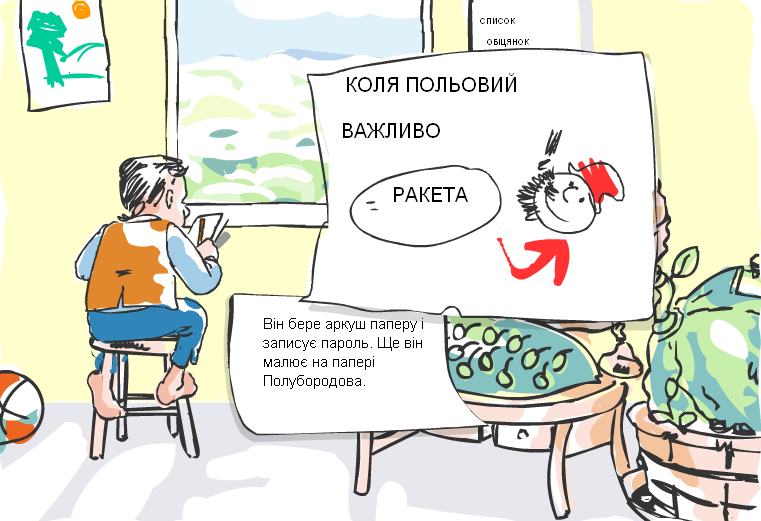 список
обіцянок
КОЛЯ ПОЛЬОВИЙ
ВАЖЛИВО
РАКЕТА
Він бере аркуш паперу і
записує пароль. Ще він
малює на папері
Полубородова.